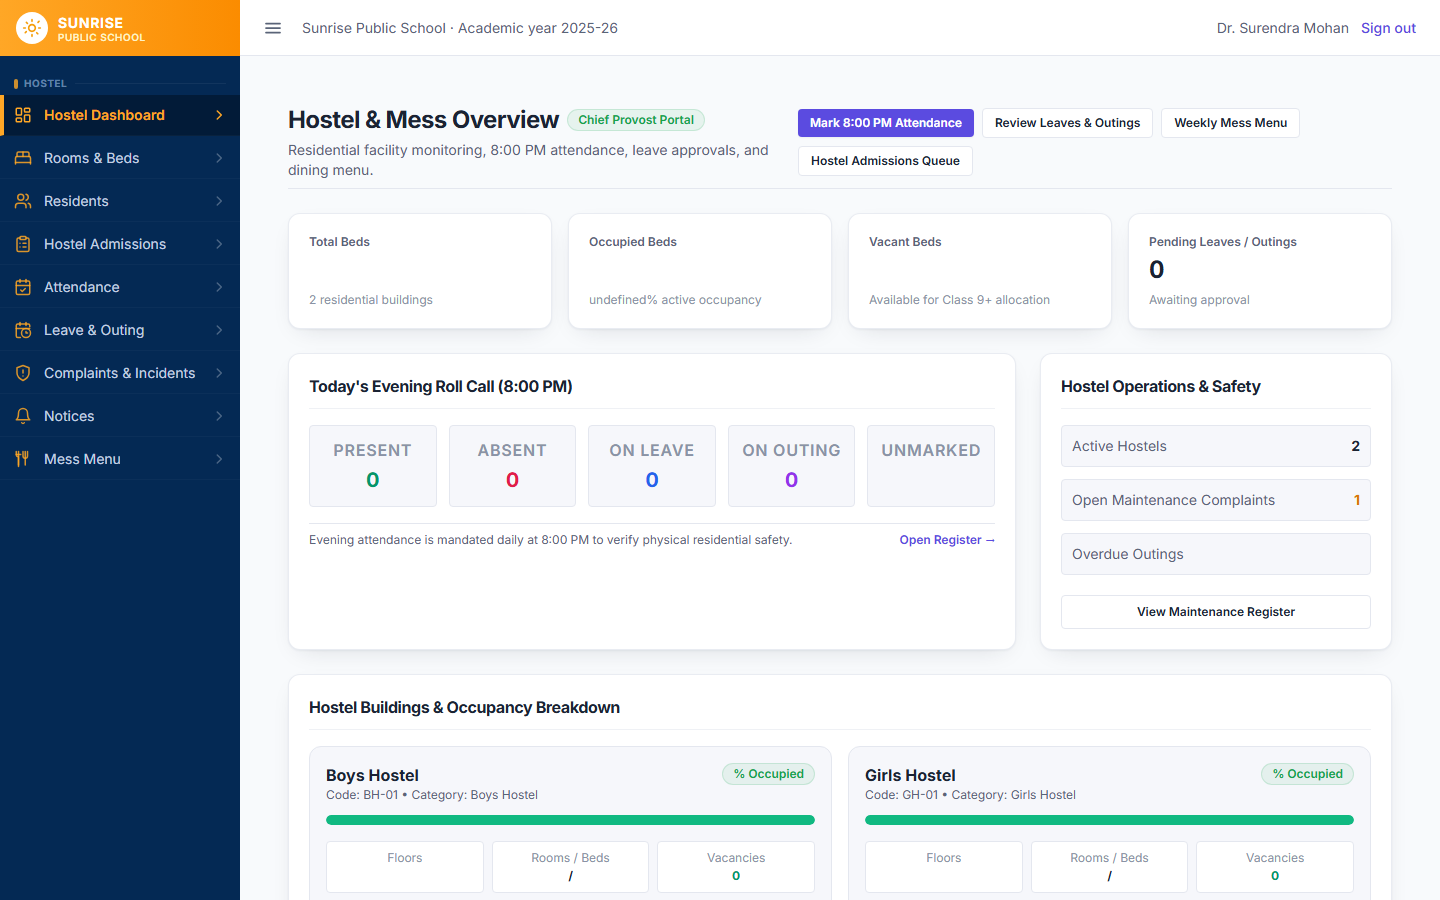 SUNRISE
PUBLIC SCHOOL
Sunrise Public School · Academic year 2025-26
Dr. Surendra Mohan
Sign out
HOSTEL
Hostel Dashboard
Rooms & Beds
Residents
Hostel Admissions
Attendance
Leave & Outing
Complaints & Incidents
Notices
Mess Menu
Hostel & Mess Overview
Chief Provost Portal
Residential facility monitoring, 8:00 PM attendance, leave approvals, and
dining menu.
Mark 8:00 PM Attendance
Review Leaves & Outings
Weekly Mess Menu
Hostel Admissions Queue
Total Beds
2 residential buildings
Occupied Beds
undefined% active occupancy
Vacant Beds
Available for Class 9+ allocation
Pending Leaves / Outings
0
Awaiting approval
Today's Evening Roll Call (8:00 PM)
PRESENT
0
ABSENT
0
ON LEAVE
0
ON OUTING
0
UNMARKED
Evening attendance is mandated daily at 8:00 PM to verify physical residential safety.
Open Register →
Hostel Operations & Safety
Active Hostels 2
Open Maintenance Complaints 1
Overdue Outings
View Maintenance Register
Hostel Buildings & Occupancy Breakdown
Boys Hostel
% Occupied
Code: BH-01 • Category: Boys Hostel
Floors
Rooms / Beds
/
Vacancies
0
Girls Hostel
% Occupied
Code: GH-01 • Category: Girls Hostel
Floors
Rooms / Beds
/
Vacancies
0